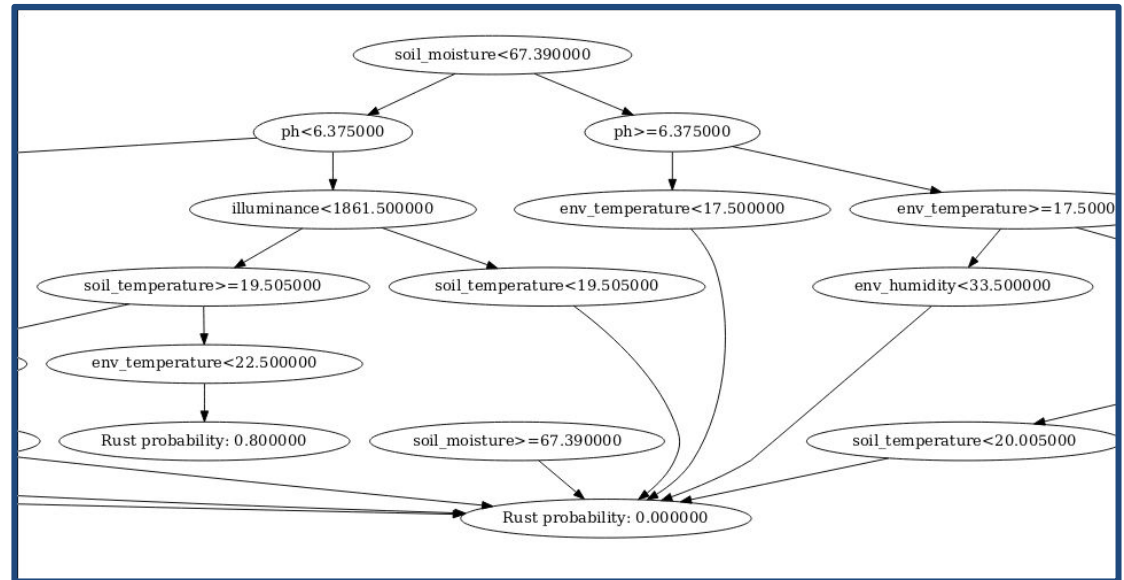 soil_moisture<67.390000
ph<6.375000
ph>=6.375000
illuminance<1861.500000
env_temperature<17.500000
env_temperature>=17.5000
soil_temperature>=19.505000
soil_temperature<19.505000
env_humidity<33.500000
env_temperature<22.500000
Rust probability: 0.800000
soil_moisture>=67.390000
soil_temperature<20.005000
Rust probability: 0.000000